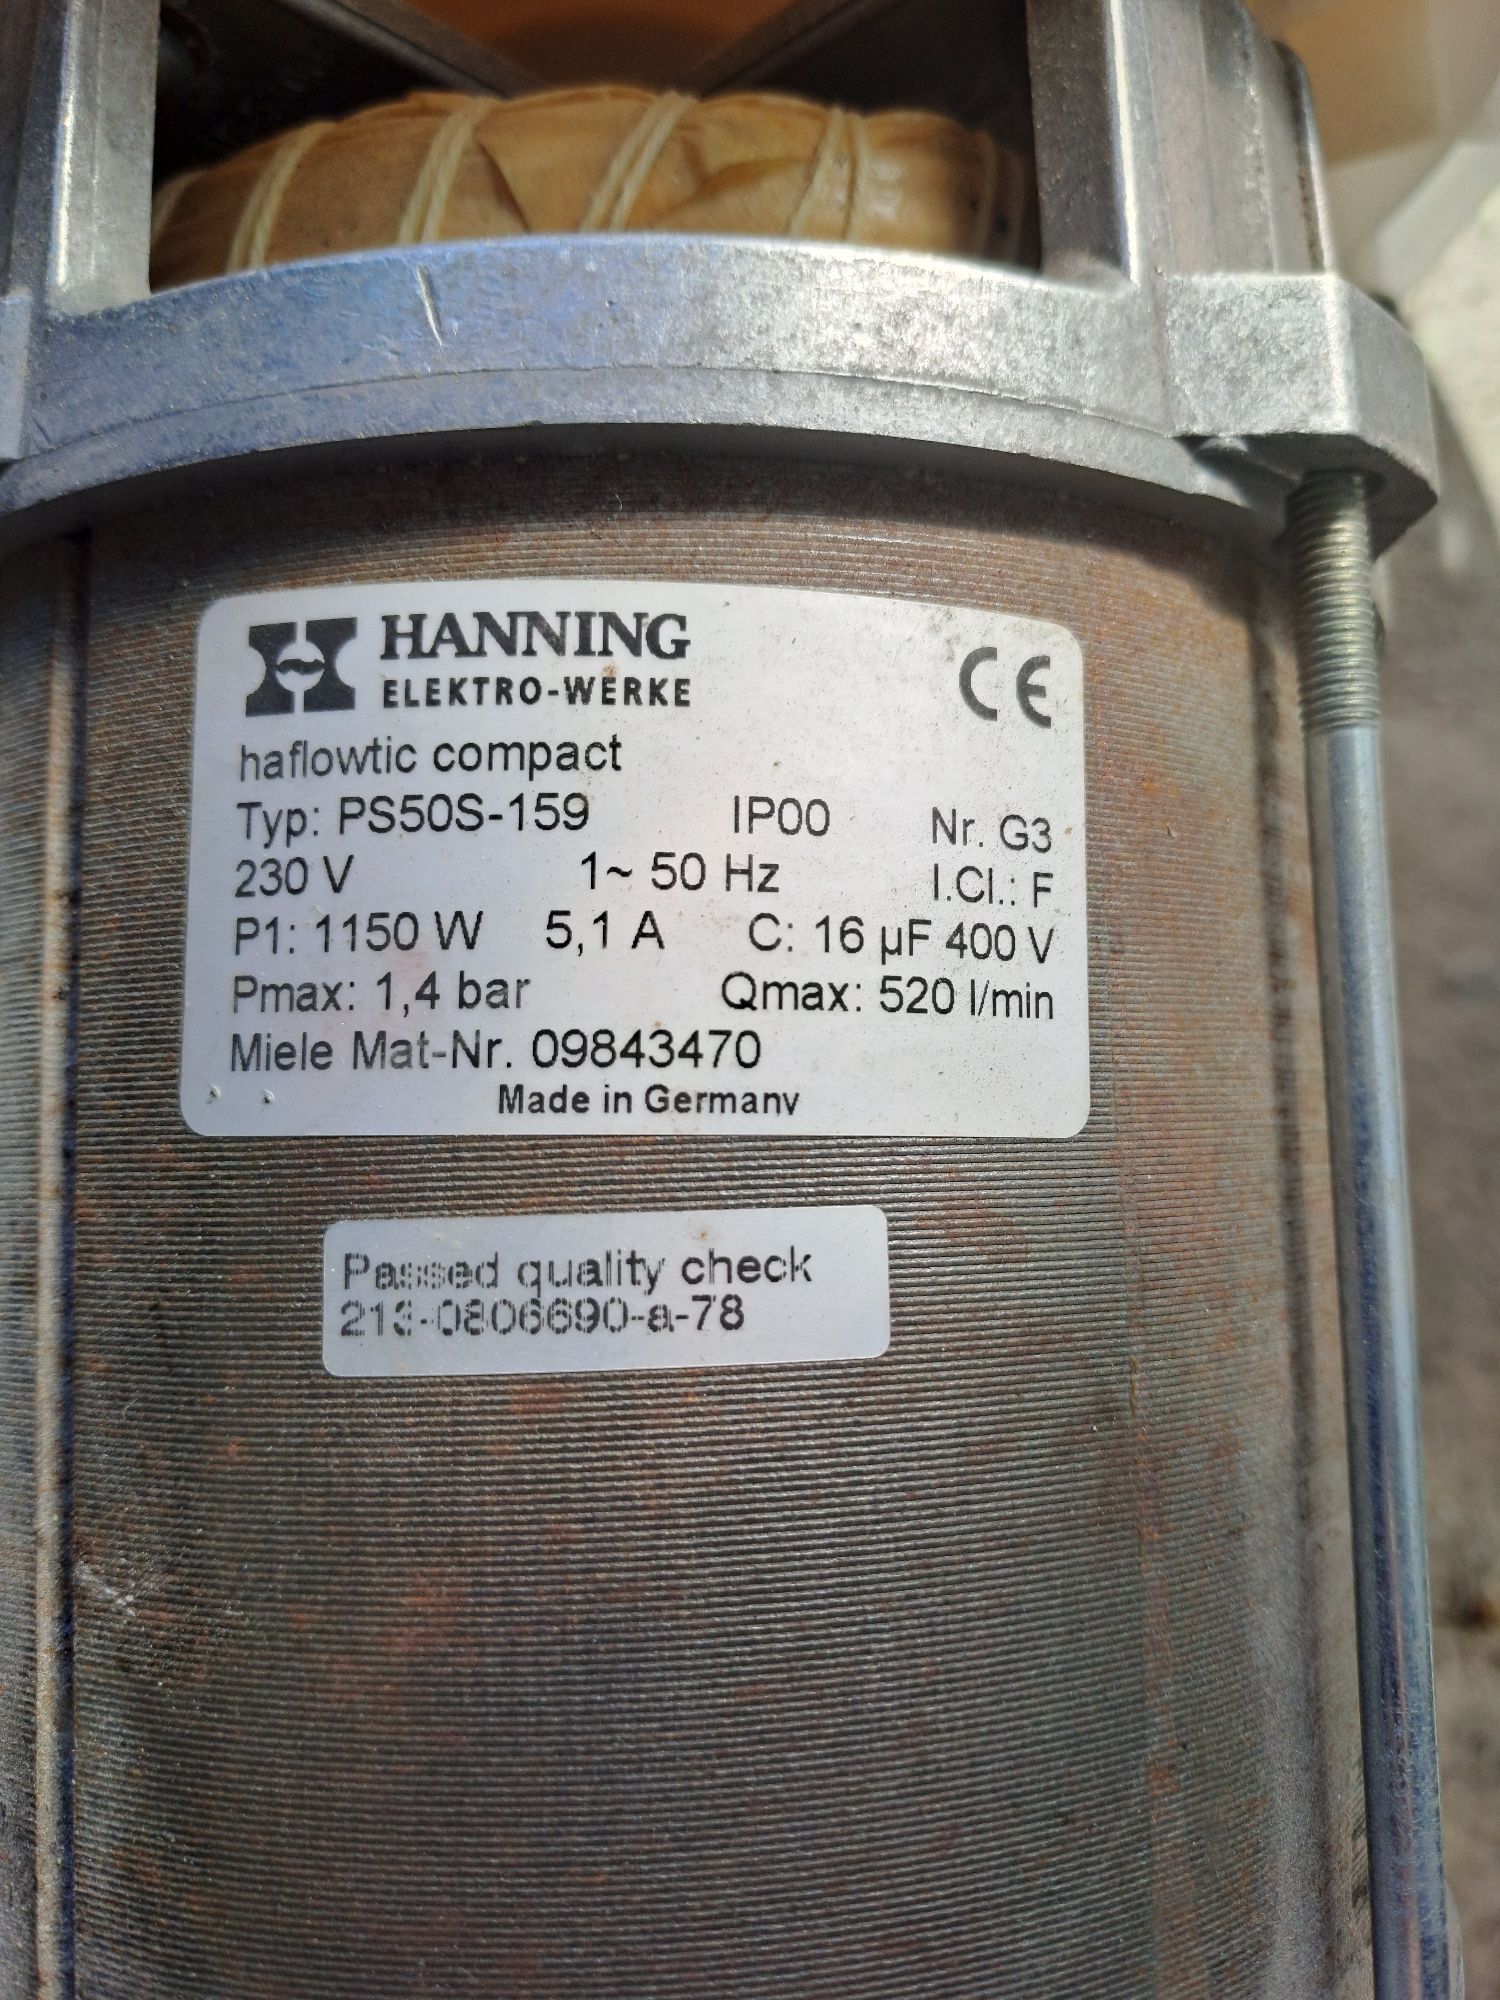 HANNING
ELEKTRO-WERKE
CE
haflowtic compact
Typ: PS50S-159 IP00 Nr. G3
230 V 1~ 50 Hz I.Cl.: F
P1: 1150 W 5,1 A C: 16 µF 400 V
Pmax: 1,4 bar Qmax: 520 l/min
Miele Mat-Nr. 09843470
Made in Germany
Passed quality check
213-0806690-a-78